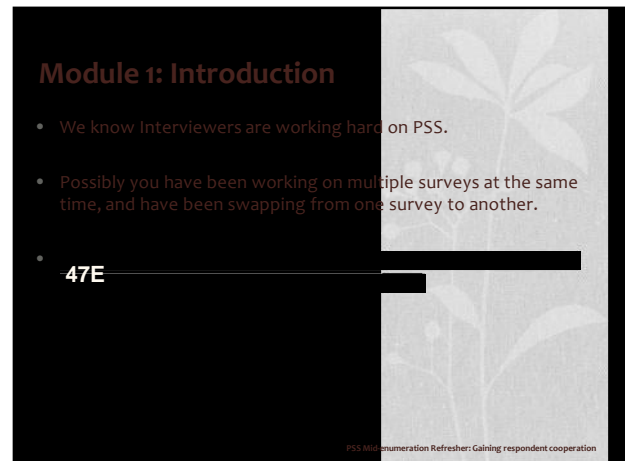 Module 1: Introduction
• We know Interviewers are working hard on PSS.
• Possibly you have been working on multiple surveys at the same
time, and have been swapping from one survey to another.
•
47E
PSS Mid-enumeration Refresher: Gaining respondent cooperation